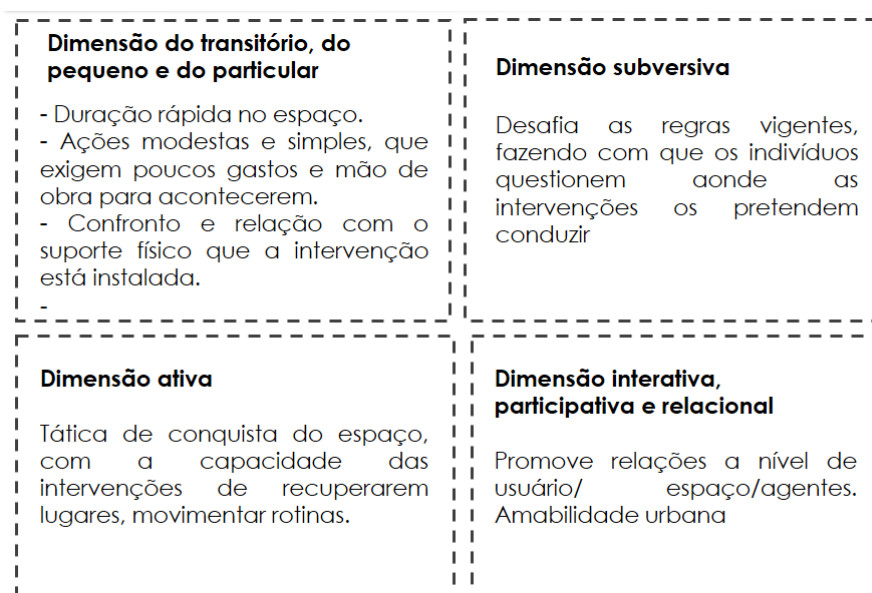 Dimensão do transitório, do
pequeno e do particular
- Duração rápida no espaço.
- Ações modestas e simples, que
exigem poucos gastos e mão de
obra para acontecerem.
- Confronto e relação com o
suporte físico que a intervenção
está instalada.
-
Dimensão subversiva
Desafia as regras vigentes,
fazendo com que os indivíduos
questionem aonde as
intervenções os pretendem
conduzir
Dimensão ativa
Tática de conquista do espaço,
com a capacidade das
intervenções de recuperarem
lugares, movimentar rotinas.
Dimensão interativa,
participativa e relacional
Promove relações a nível de
usuário/ espaço/agentes.
Amabilidade urbana